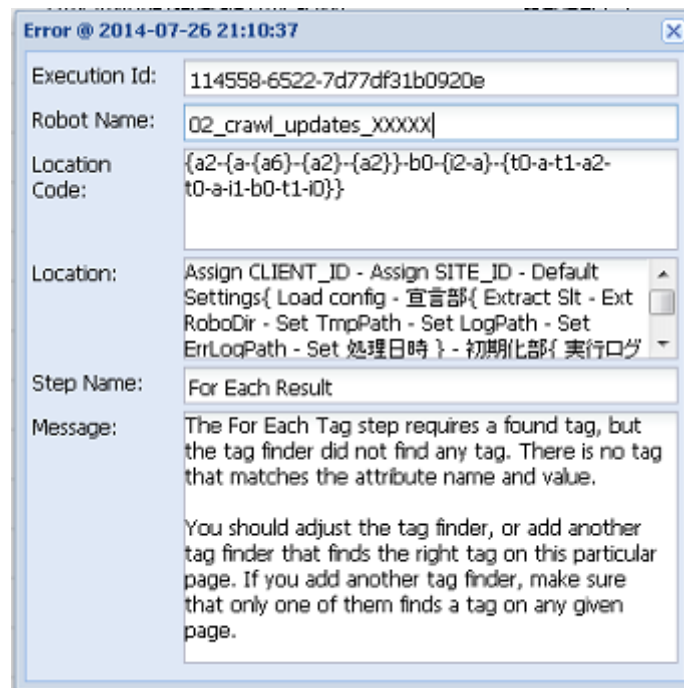 Error @ 2014-07-26 21:10:37
Execution Id:
114558-6522-7d77df31b0920e
Robot Name:
02_crawl_updates_XXXXX
Location
Code:
{a2-{a-{a6}-{a2}-{a2}}-b0-{i2-a}-{t0-a-t1-a2-
t0-a-i1-b0-t1-i0}}
Location:
Assign CLIENT_ID - Assign SITE_ID - Default
Settings{ Load config - 宣言部{ Extract Slt - Ext
RoboDir - Set TmpPath - Set LogPath - Set
ErrLogPath - Set 処理日時 } - 初期化部{ 実行ログ
Step Name:
For Each Result
Message:
The For Each Tag step requires a found tag, but
the tag finder did not find any tag. There is no tag
that matches the attribute name and value.
You should adjust the tag finder, or add another
tag finder that finds the right tag on this particular
page. If you add another tag finder, make sure
that only one of them finds a tag on any given
page.